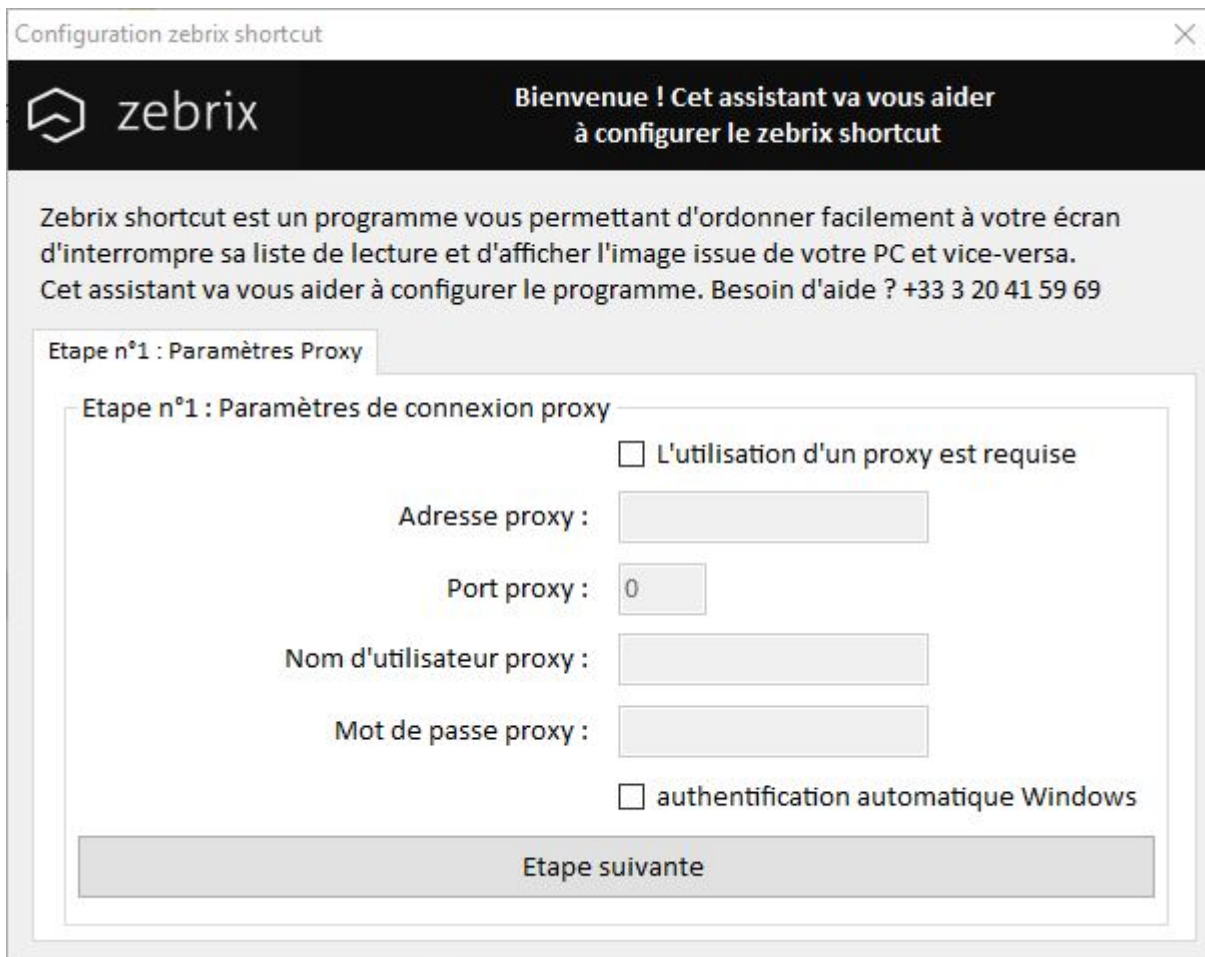 Configuration zebrix shortcut
zebrix
Bienvenue ! Cet assistant va vous aider
à configurer le zebrix shortcut
Zebrix shortcut est un programme vous permettant d'ordonner facilement à votre écran
d'interrompre sa liste de lecture et d'afficher l'image issue de votre PC et vice-versa.
Cet assistant va vous aider à configurer le programme. Besoin d'aide ? +33 3 20 41 59 69
Etape n°1 : Paramètres Proxy
Etape n°1 : Paramètres de connexion proxy
L'utilisation d'un proxy est requise
Adresse proxy :
Port proxy : 0
Nom d'utilisateur proxy :
Mot de passe proxy :
authentification automatique Windows
Etape suivante